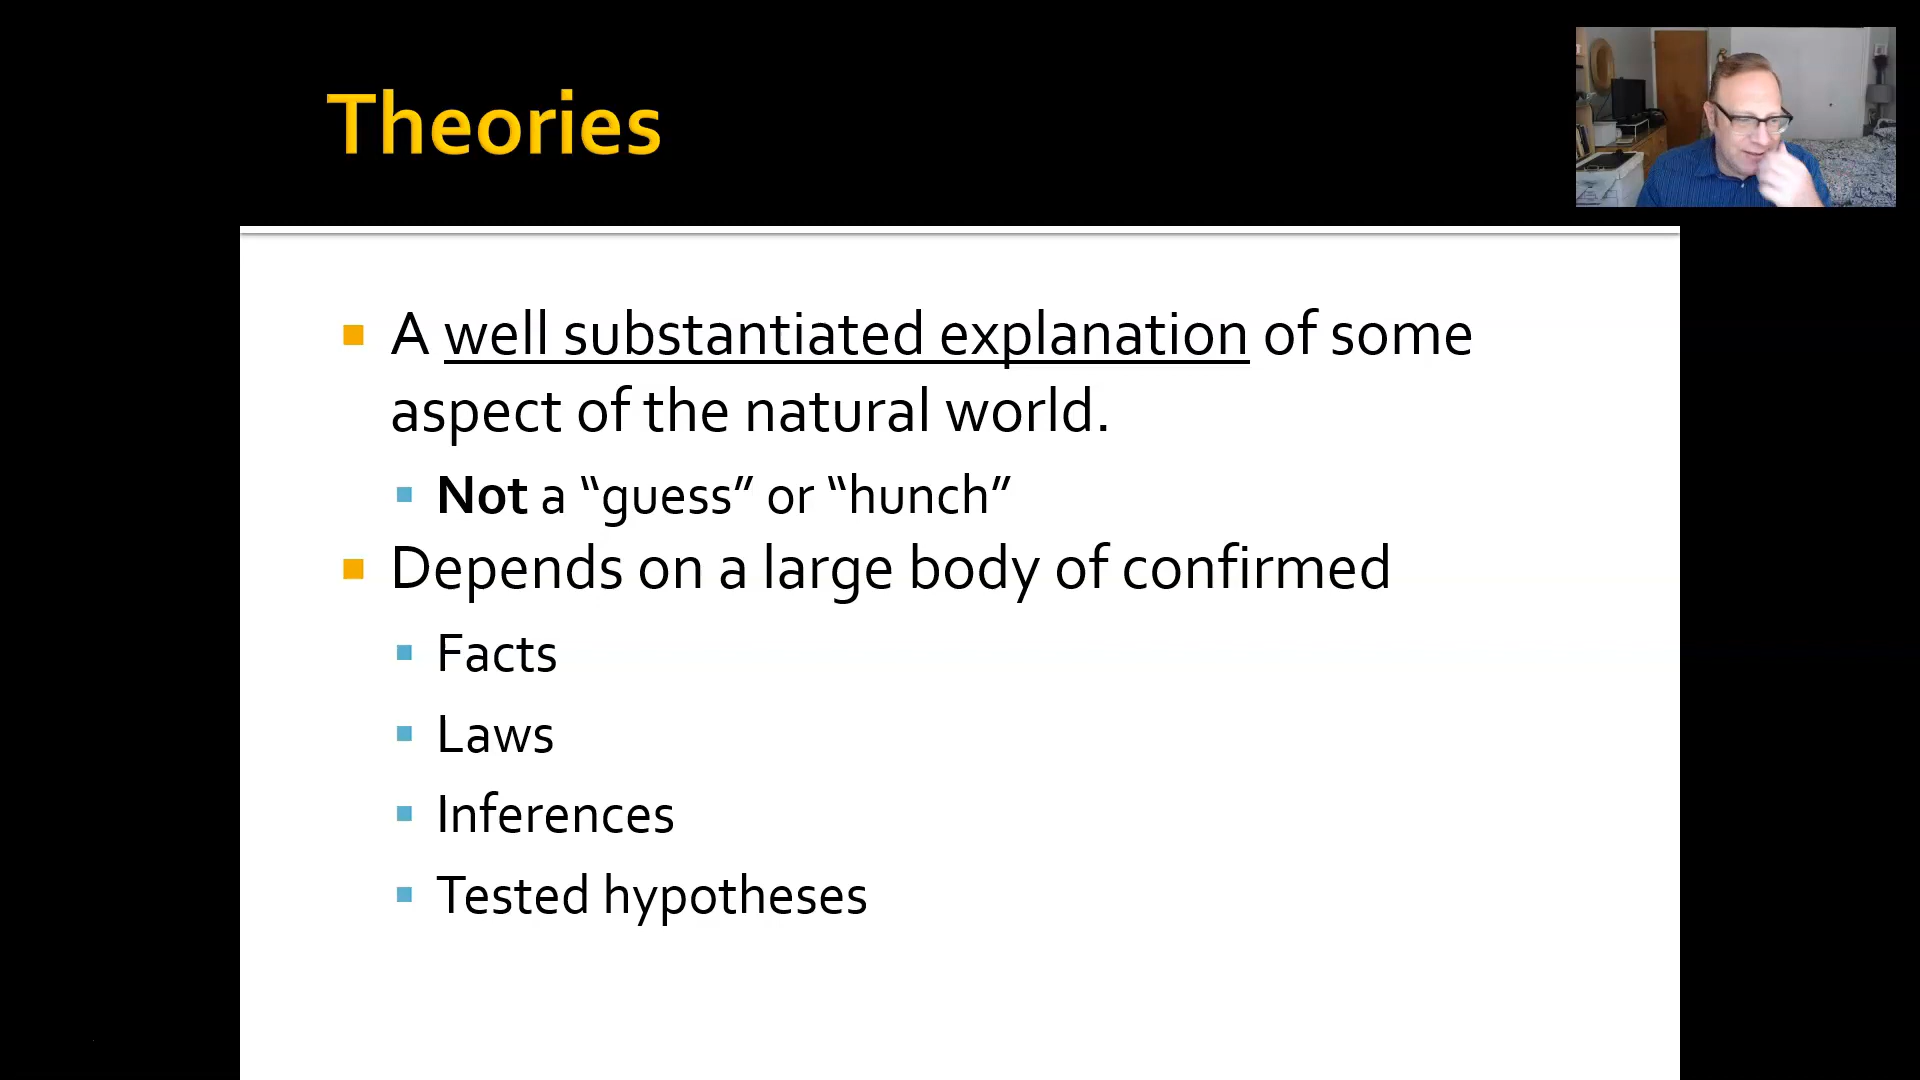 Theories
A well substantiated explanation of some
aspect of the natural world.
Not a “guess” or “hunch”
Depends on a large body of confirmed
Facts
Laws
Inferences
Tested hypotheses